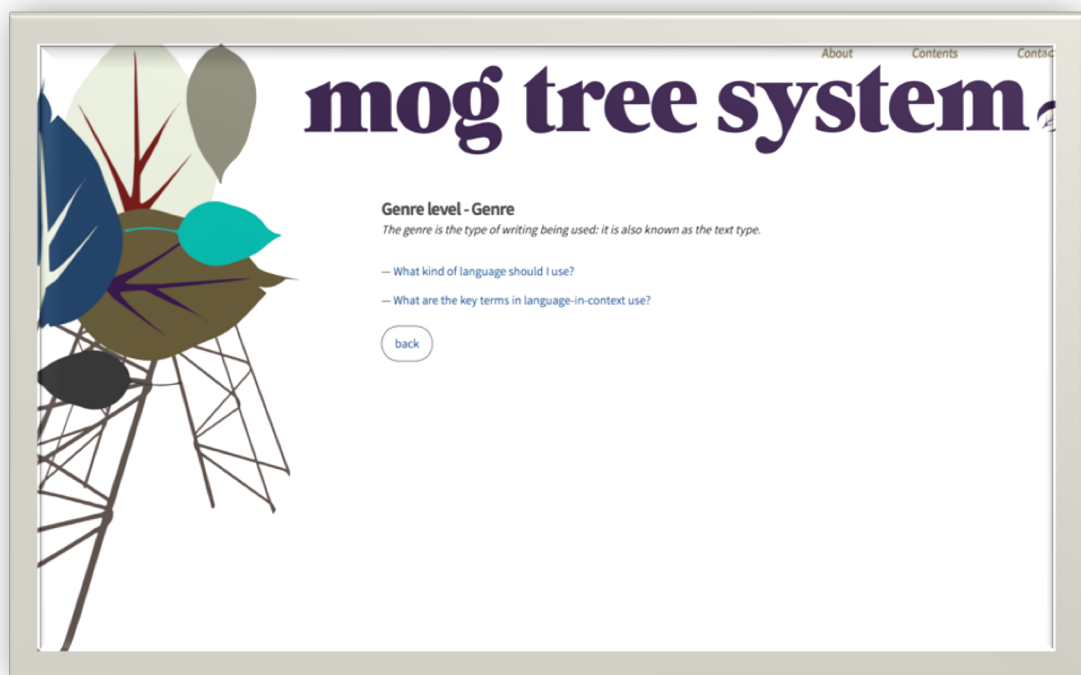 About Contents
mog tree system
Genre level - Genre
The genre is the type of writing being used: it is also known as the text type.
— What kind of language should I use?
— What are the key terms in language-in-context use?
back